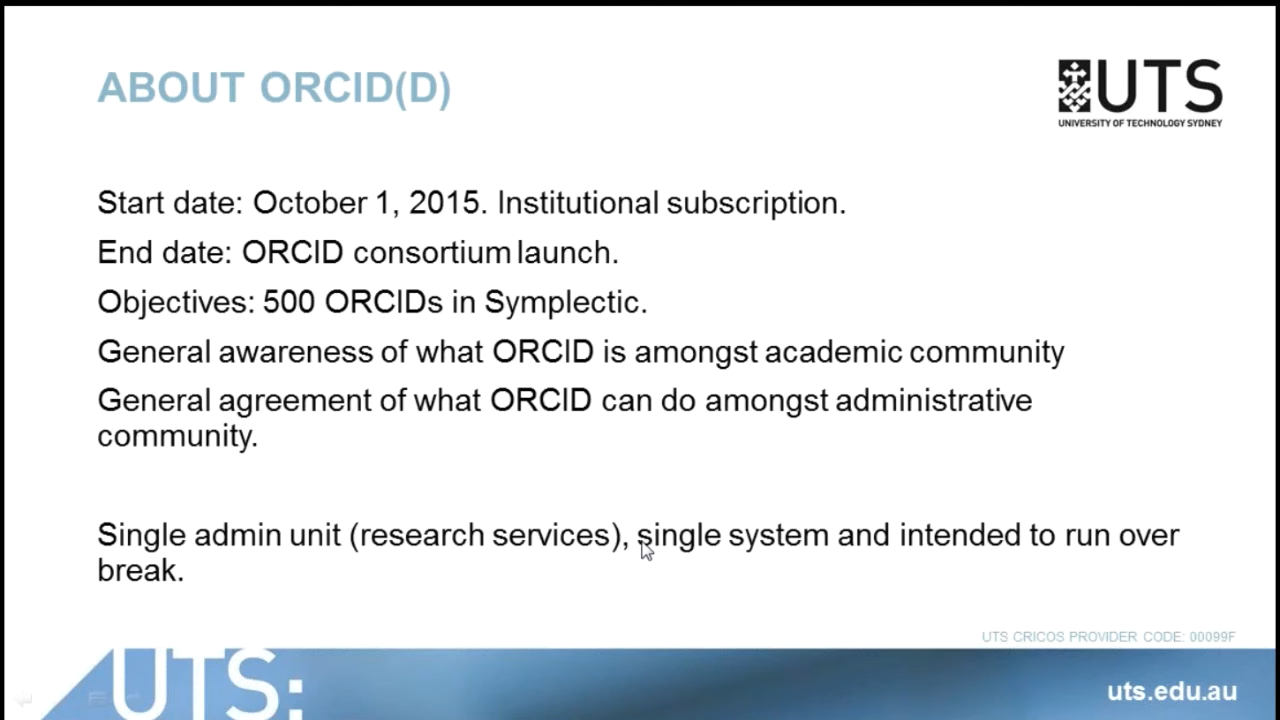 ABOUT ORCID(D)
UTS
UNIVERSITY OF TECHNOLOGY SYDNEY
Start date: October 1, 2015. Institutional subscription.
End date: ORCID consortium launch.
Objectives: 500 ORCIDs in Symplectic.
General awareness of what ORCID is amongst academic community
General agreement of what ORCID can do amongst administrative
community.
Single admin unit (research services), single system and intended to run over
break.
UTS CRICOS PROVIDER CODE: 00099F
UTS:
uts.edu.au